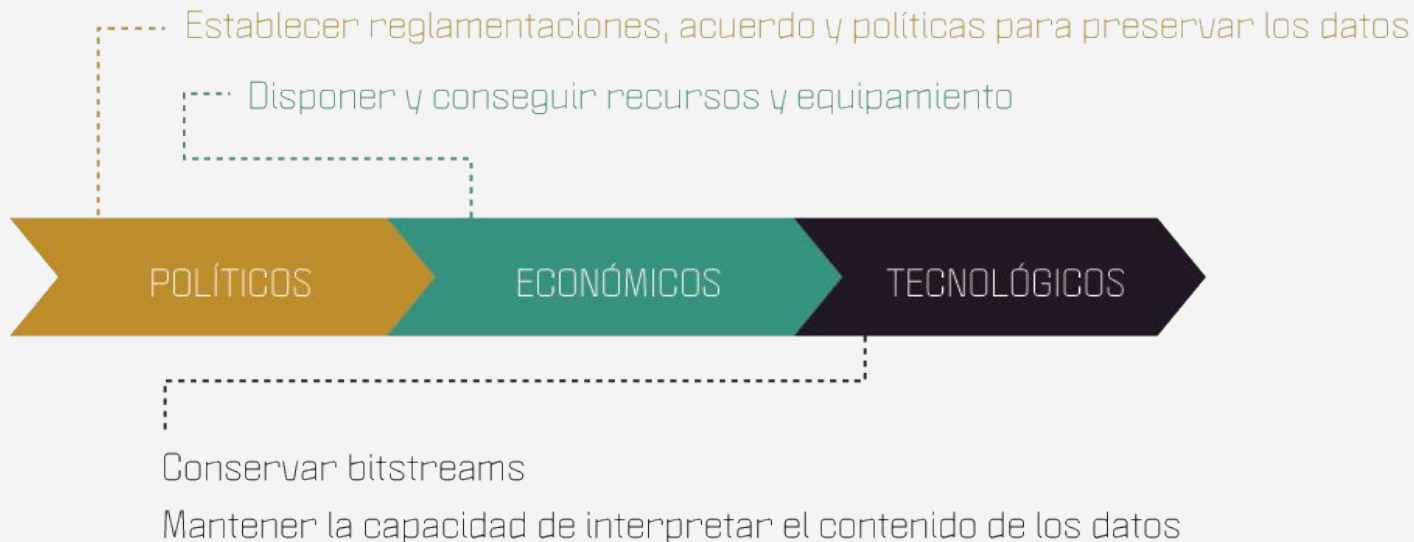 Establecer reglamentaciones, acuerdo y políticas para preservar los datos
Disponer y conseguir recursos y equipamiento
POLÍTICOS
ECONÓMICOS
TECNOLÓGICOS
Conservar bitstreams
Mantener la capacidad de interpretar el contenido de los datos